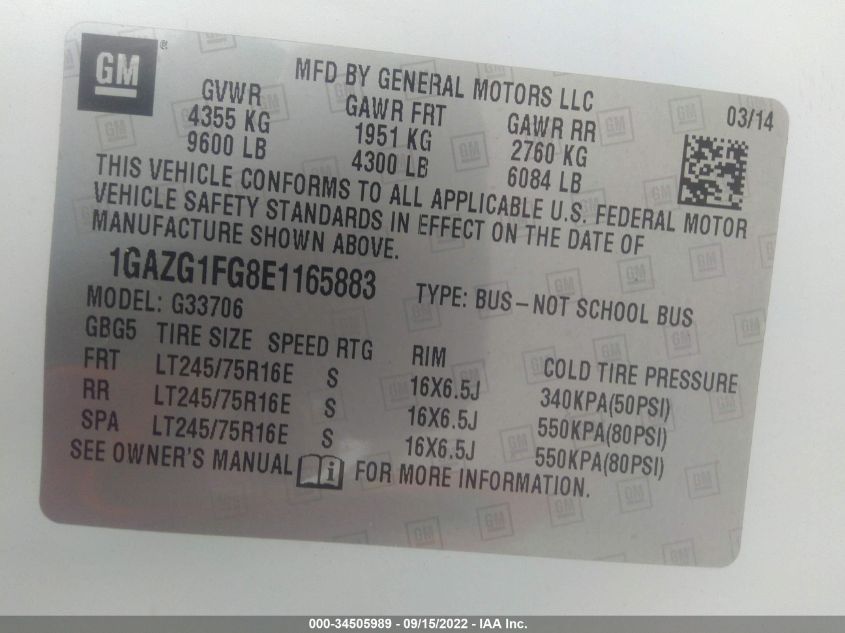 GM ®
MFD BY GENERAL MOTORS LLC
03/14
GVWR GAWR FRT GAWR RR
4355 KG 1951 KG 2760 KG
9600 LB 4300 LB 6084 LB
THIS VEHICLE CONFORMS TO ALL APPLICABLE U.S. FEDERAL MOTOR
VEHICLE SAFETY STANDARDS IN EFFECT ON THE DATE OF
MANUFACTURE SHOWN ABOVE.
1GAZG1FG8E1165883 TYPE: BUS–NOT SCHOOL BUS
MODEL: G33706
GBG5 TIRE SIZE SPEED RTG RIM COLD TIRE PRESSURE
FRT LT245/75R16E S 16X6.5J 340KPA(50PSI)
RR LT245/75R16E S 16X6.5J 550KPA(80PSI)
SPA LT245/75R16E S 16X6.5J 550KPA(80PSI)
SEE OWNER'S MANUAL i FOR MORE INFORMATION.
000-34505989 - 09/15/2022 - IAA Inc.